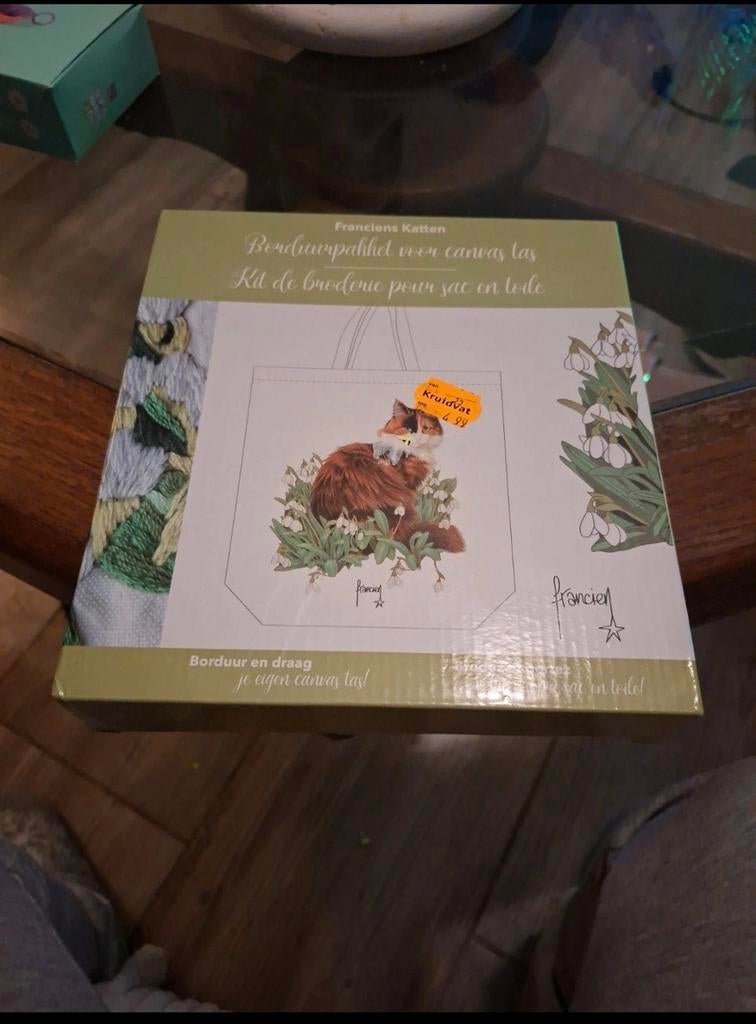 Franciens Katten
Borduurpakket voor canvas tas
Kit de broderie pour sac en toile
van
Kruidvat
4.99
francien
francien
Borduur en draag
je eigen canvas tas!
sac en toile!